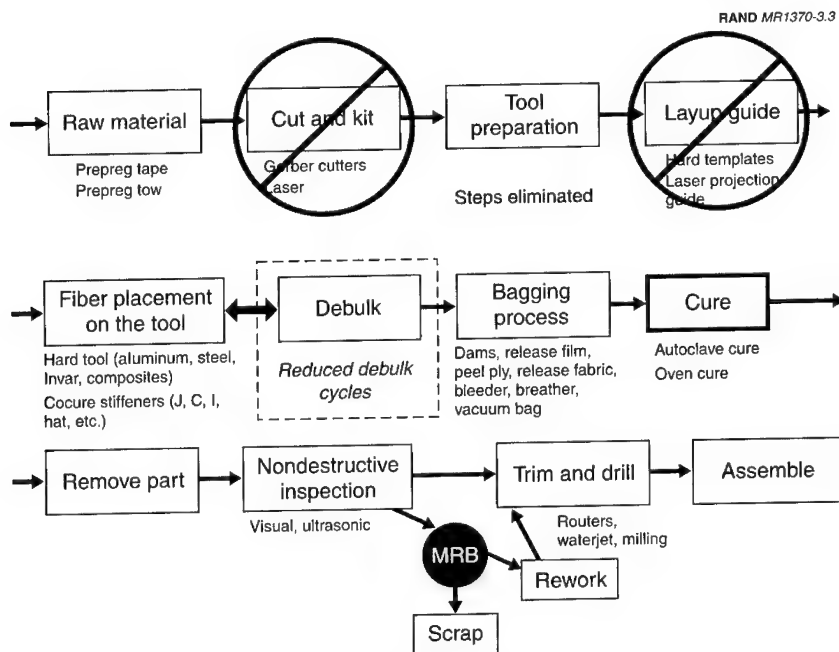 RAND MR1370-3.3
Raw material
Cut and kit
Tool
preparation
Layup guide
Prepreg tape
Prepreg tow
Gerber cutters
Laser
Steps eliminated
Hard templates
Laser projection
guide
Fiber placement
on the tool
Debulk
Bagging
process
Cure
Hard tool (aluminum, steel,
Invar, composites)
Cocure stiffeners (J, C, I,
hat, etc.)
Reduced debulk
cycles
Dams, release film,
peel ply, release fabric,
bleeder, breather,
vacuum bag
Autoclave cure
Oven cure
Remove part
Nondestructive
inspection
Trim and drill
Assemble
Visual, ultrasonic
Routers,
waterjet, milling
MRB
Rework
Scrap